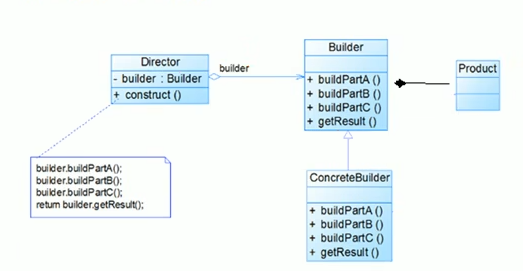 Director
- builder : Builder
+ construct ()
builder
Builder
+ buildPartA ()
+ buildPartB ()
+ buildPartC ()
+ getResult ()
Product
builder.buildPartA();
builder.buildPartB();
builder.buildPartC();
return builder.getResult();
ConcreteBuilder
+ buildPartA ()
+ buildPartB ()
+ buildPartC ()
+ getResult ()